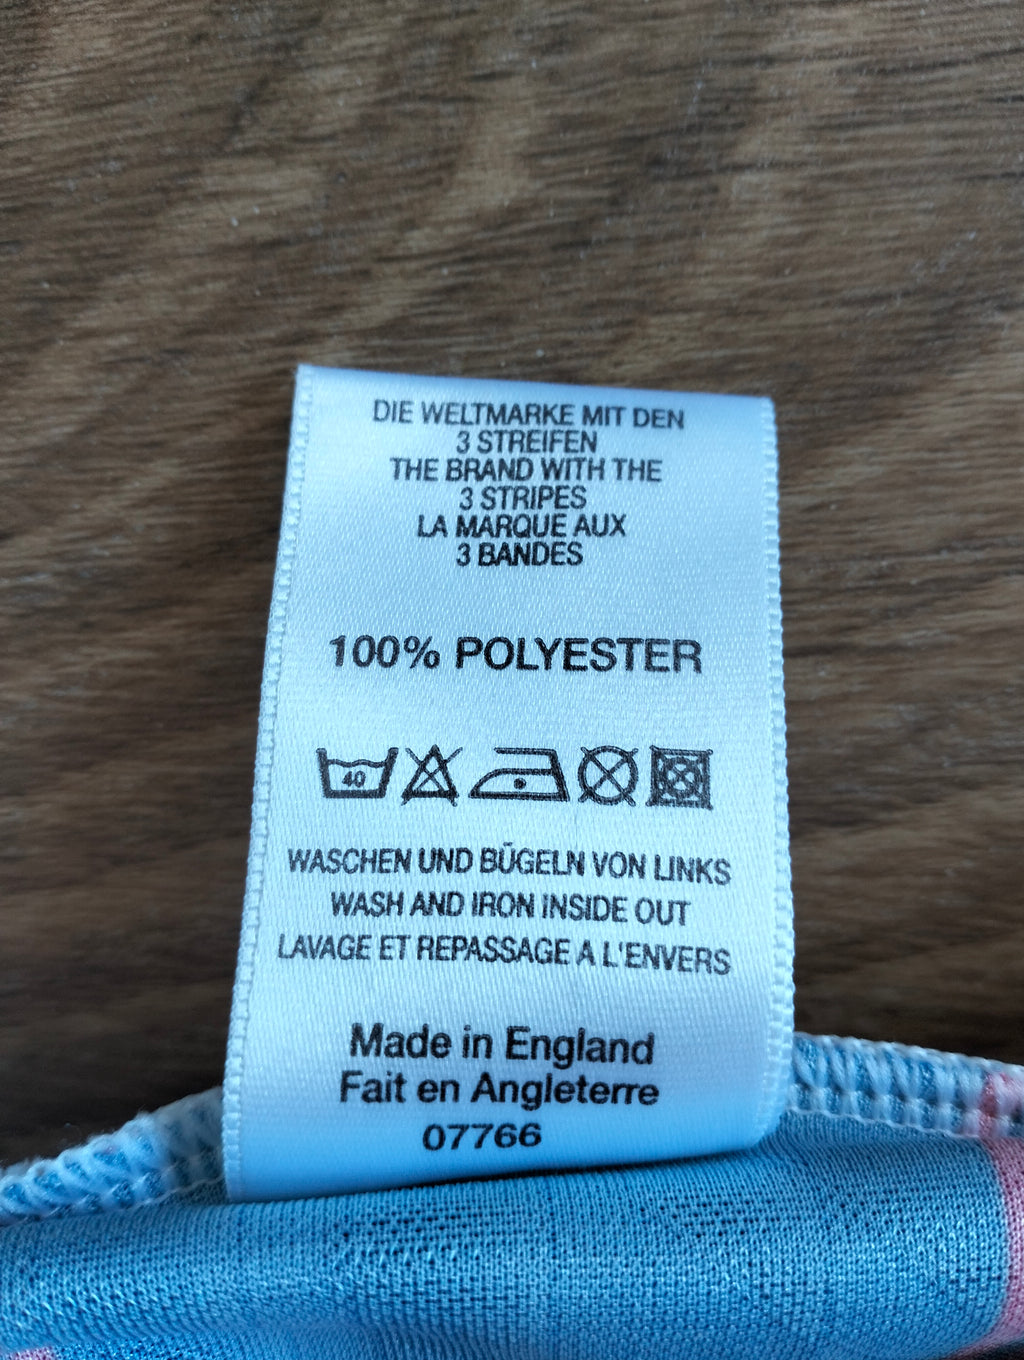 DIE WELTMARKE MIT DEN
3 STREIFEN
THE BRAND WITH THE
3 STRIPES
LA MARQUE AUX
3 BANDES
100% POLYESTER
40
WASCHEN UND BÜGELN VON LINKS
WASH AND IRON INSIDE OUT
LAVAGE ET REPASSAGE A L'ENVERS
Made in England
Fait en Angleterre
07766